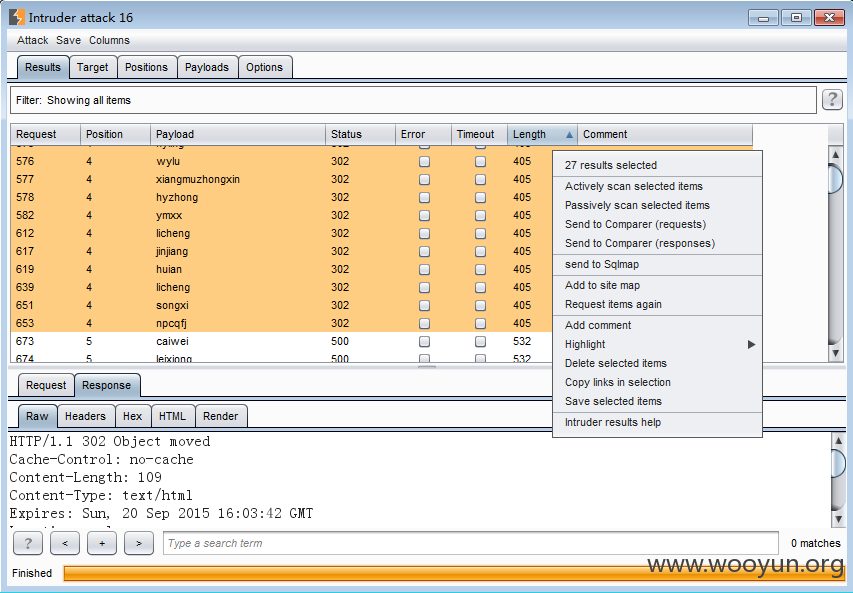 Intruder attack 16
Attack Save Columns
Results Target Positions Payloads Options
Filter: Showing all items ?
Request Position Payload Status Error Timeout Length Comment
576 4 wylu 302 405
577 4 xiangmuzhongxin 302 405
578 4 hyzhong 302 405
582 4 ymxx 302 405
612 4 licheng 302 405
617 4 jinjiang 302 405
619 4 huian 302 405
639 4 licheng 302 405
651 4 songxi 302 405
653 4 npcqfj 302 405
673 5 caiwei 500 532
674 5 leixiong 500 532
27 results selected
Actively scan selected items
Passively scan selected items
Send to Comparer (requests)
Send to Comparer (responses)
send to Sqlmap
Add to site map
Request items again
Add comment
Highlight
Delete selected items
Copy links in selection
Save selected items
Intruder results help
Request Response
Raw Headers Hex HTML Render
HTTP/1.1 302 Object moved
Cache-Control: no-cache
Content-Length: 109
Content-Type: text/html
Expires: Sun, 20 Sep 2015 16:03:42 GMT
? < + > Type a search term 0 matches
Finished
www.wooyun.org